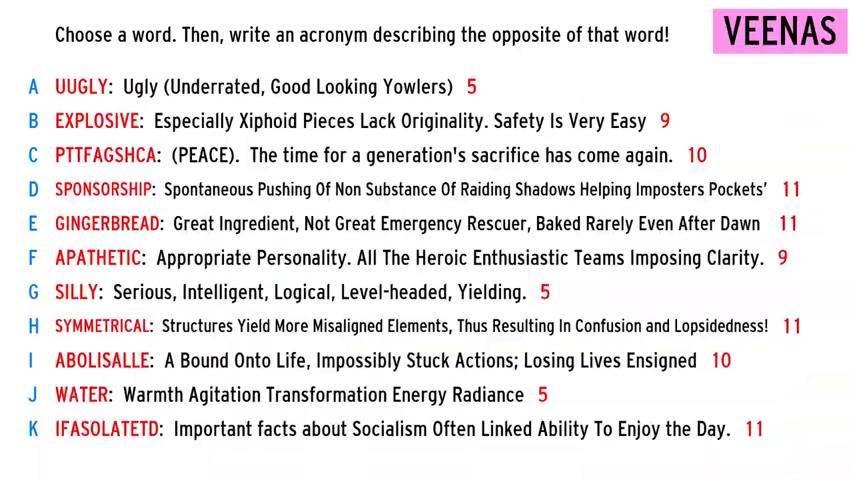 Choose a word. Then, write an acronym describing the opposite of that word!
VEENAS
A UUGLY: Ugly (Underrated, Good Looking Yowlers) 5
B EXPLOSIVE: Especially Xiphoid Pieces Lack Originality. Safety Is Very Easy 9
C PTTFAGSHCA: (PEACE). The time for a generation's sacrifice has come again. 10
D SPONSORSHIP: Spontaneous Pushing Of Non Substance Of Raiding Shadows Helping Imposters Pockets' 11
E GINGERBREAD: Great Ingredient, Not Great Emergency Rescuer, Baked Rarely Even After Dawn 11
F APATHETIC: Appropriate Personality. All The Heroic Enthusiastic Teams Imposing Clarity. 9
G SILLY: Serious, Intelligent, Logical, Level-headed, Yielding. 5
H SYMMETRICAL: Structures Yield More Misaligned Elements, Thus Resulting In Confusion and Lopsidedness! 11
I ABOLISALLE: A Bound Onto Life, Impossibly Stuck Actions; Losing Lives Ensigned 10
J WATER: Warmth Agitation Transformation Energy Radiance 5
K IFASOLATETD: Important facts about Socialism Often Linked Ability To Enjoy the Day. 11